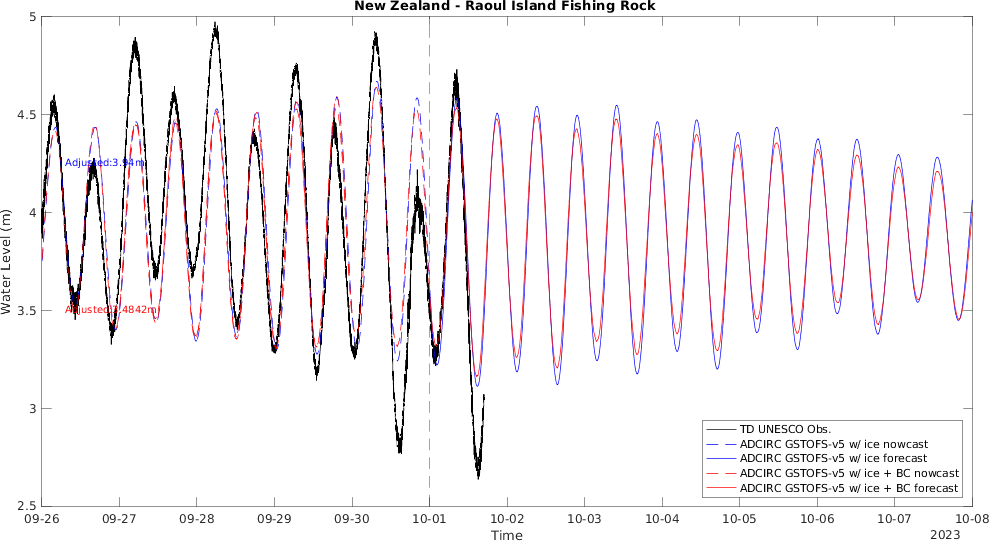 New Zealand - Raoul Island Fishing Rock
Water Level (m)
5
4.5
4
3.5
3
2.5
Adjusted:3.94m
TD UNESCO Obs.
ADCIRC GSTOFS-v5 w/ ice nowcast
ADCIRC GSTOFS-v5 w/ ice forecast
ADCIRC GSTOFS-v5 w/ ice + BC nowcast
ADCIRC GSTOFS-v5 w/ ice + BC forecast
09-26 09-27 09-28 09-29 09-30 10-01 10-02 10-03 10-04 10-05 10-06 10-07 10-08
Time
2023